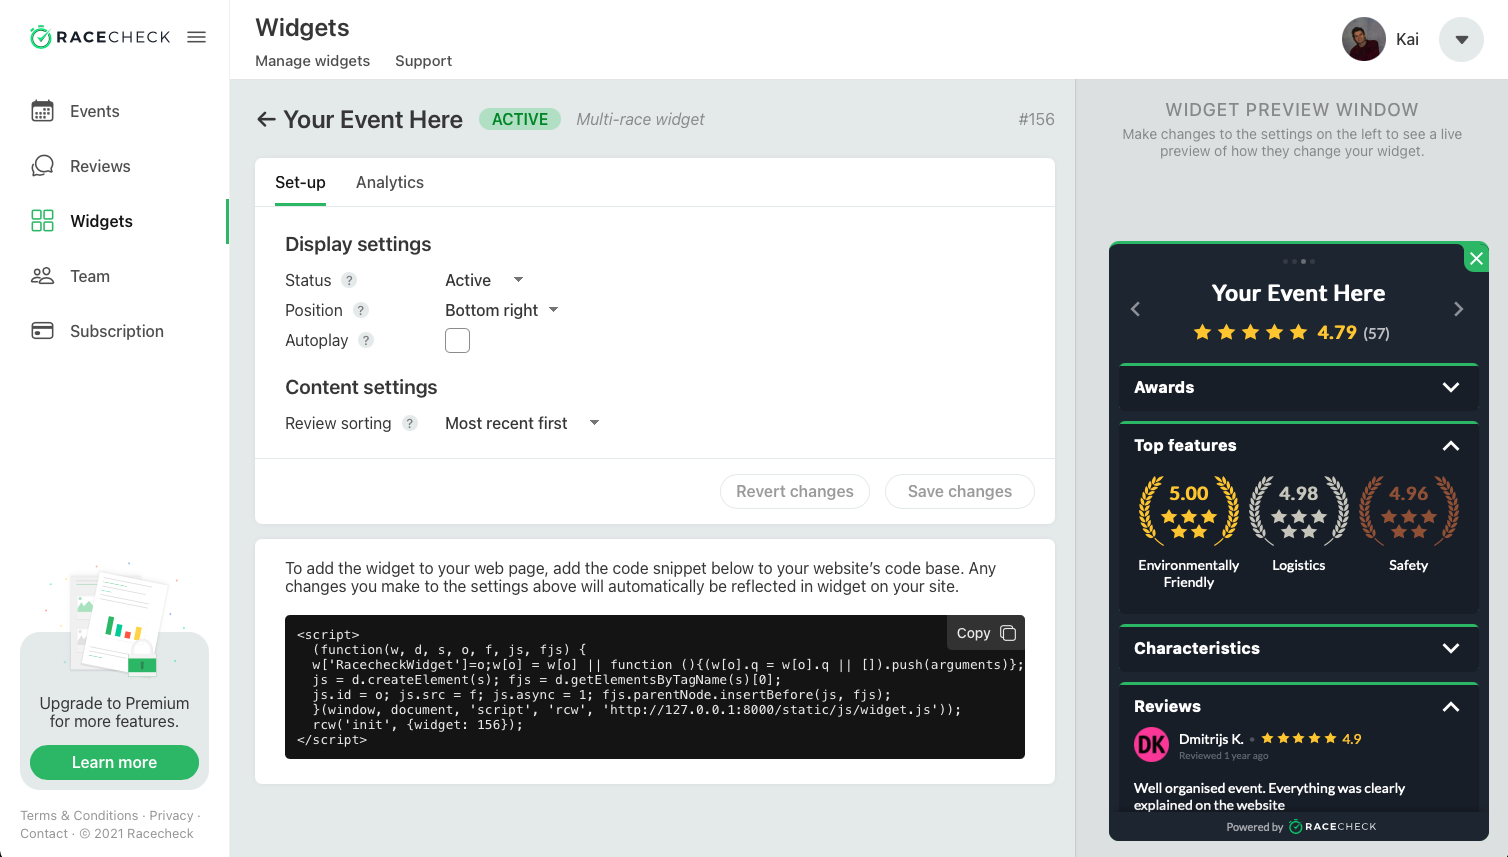 RACECHECK
Widgets
Manage widgets
Support
Kai
Events
Reviews
Widgets
Team
Subscription
Upgrade to Premium
for more features.
Learn more
Terms & Conditions · Privacy ·
Contact · © 2021 Racecheck
Your Event Here
ACTIVE
Multi-race widget
#156
Set-up
Analytics
Display settings
Status ?
Active
Position ?
Bottom right
Autoplay ?
Content settings
Review sorting ?
Most recent first
Revert changes
Save changes
To add the widget to your web page, add the code snippet below to your website's code base. Any
changes you make to the settings above will automatically be reflected in widget on your site.
Copy
<script>
(function(w, d, s, o, f, js, fjs) {
w['RacecheckWidget']=o;w[o] = w[o] || function (){(w[o].q = w[o].q || []).push(arguments)};
js = d.createElement(s); fjs = d.getElementsByTagName(s)[0];
js.id = o; js.src = f; js.async = 1; fjs.parentNode.insertBefore(js, fjs);
}(window, document, 'script', 'rcw', 'http://127.0.0.1:8000/static/js/widget.js'));
rcw('init', {widget: 156});
</script>
WIDGET PREVIEW WINDOW
Make changes to the settings on the left to see a live
preview of how they change your widget.
Your Event Here
4.79 (57)
Awards
Top features
5.00
4.98
4.96
Environmentally
Friendly
Logistics
Safety
Characteristics
Reviews
DK
Dmitrijs K. • 4.9
Reviewed 1 year ago
Well organised event. Everything was clearly
explained on the website
Powered by RACECHECK